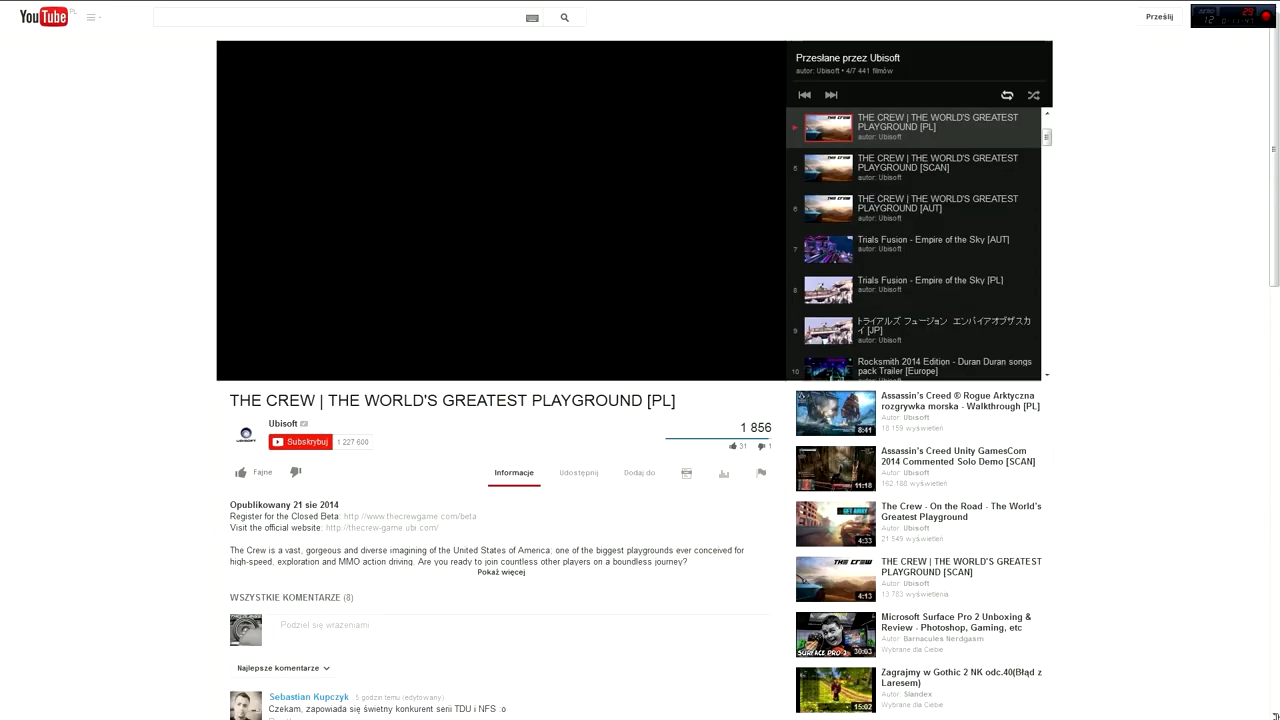 YouTube PL
Prześlij
29
12 0:11:47
Przesłane przez Ubisoft
autor: Ubisoft • 4/7 441 filmów
THE CREW | THE WORLD'S GREATEST
PLAYGROUND [PL]
autor: Ubisoft
5
THE CREW | THE WORLD'S GREATEST
PLAYGROUND [SCAN]
autor: Ubisoft
6
THE CREW | THE WORLD'S GREATEST
PLAYGROUND [AUT]
autor: Ubisoft
7
Trials Fusion - Empire of the Sky [AUT]
autor: Ubisoft
8
Trials Fusion - Empire of the Sky [PL]
autor: Ubisoft
9
トライアルズ フュージョン エンパイアオブザスカ
イ [JP]
autor: Ubisoft
10
Rocksmith 2014 Edition - Duran Duran songs
pack Trailer [Europe]
THE CREW | THE WORLD'S GREATEST PLAYGROUND [PL]
Ubisoft
Subskrybuj 1 227 600
1 856
31 1
Fajne
Informacje Udostępnij Dodaj do
Opublikowany 21 sie 2014
Register for the Closed Beta: http://www.thecrewgame.com/beta
Visit the official website: http://thecrew-game.ubi.com/
The Crew is a vast, gorgeous and diverse imagining of the United States of America; one of the biggest playgrounds ever conceived for
high-speed, exploration and MMO action driving. Are you ready to join countless other players on a boundless journey?
Pokaż więcej
WSZYSTKIE KOMENTARZE (8)
Podziel się wrażeniami
Najlepsze komentarze
Sebastian Kupczyk 5 godzin temu (edytowany)
Czekam, zapowiada się świetny konkurent serii TDU i NFS :o
Assassin's Creed ® Rogue Arktyczna
rozgrywka morska - Walkthrough [PL]
Autor: Ubisoft
18 159 wyświetleń
8:41
Assassin's Creed Unity GamesCom
2014 Commented Solo Demo [SCAN]
Autor: Ubisoft
162 188 wyświetleń
11:18
The Crew - On the Road - The World's
Greatest Playground
Autor: Ubisoft
21 549 wyświetleń
4:33
THE CREW | THE WORLD'S GREATEST
PLAYGROUND [SCAN]
Autor: Ubisoft
13 783 wyświetlenia
4:13
Microsoft Surface Pro 2 Unboxing &
Review - Photoshop, Gaming, etc
Autor: Barnacules Nerdgasm
Wybrane dla Ciebie
SURFACE PRO 2
30:03
Zagrajmy w Gothic 2 NK odc.40(Błąd z
Laresem)
Autor: Slandex
Wybrane dla Ciebie
15:02